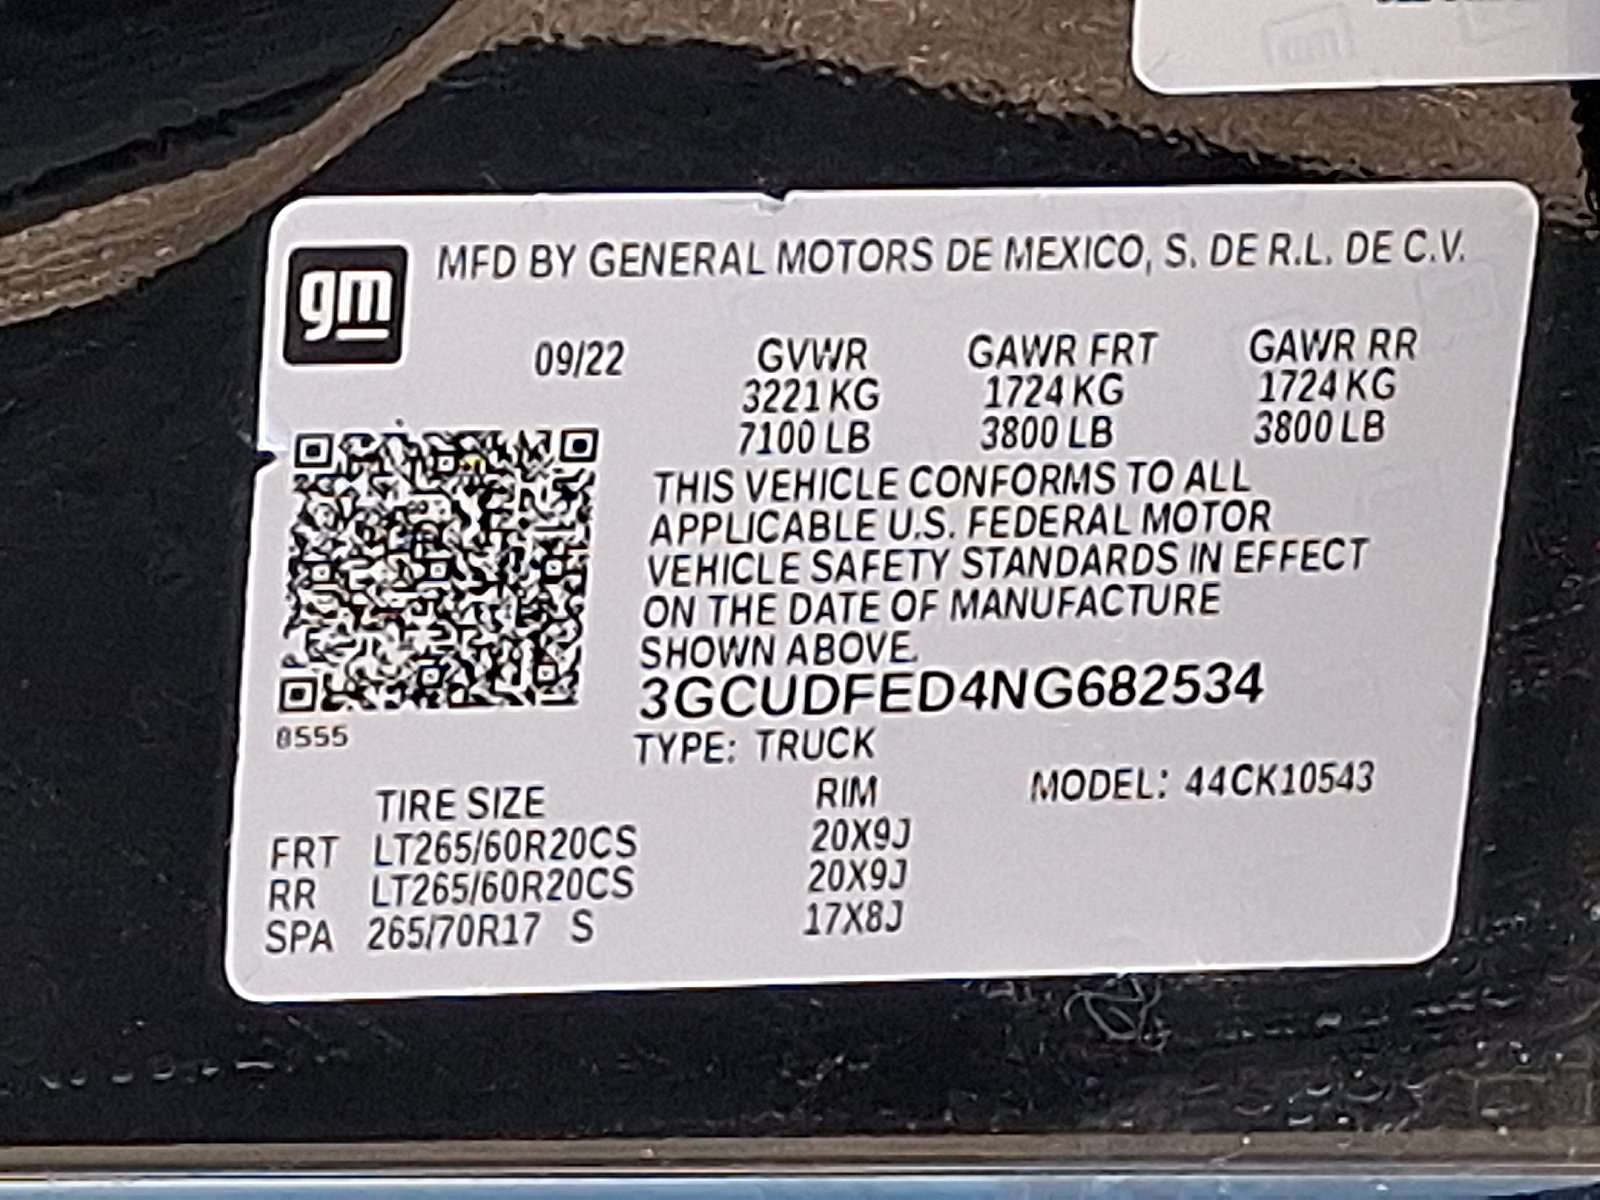 gm
MFD BY GENERAL MOTORS DE MEXICO, S. DE R.L. DE C.V.
09/22 GVWR GAWR FRT GAWR RR
3221 KG 1724 KG 1724 KG
7100 LB 3800 LB 3800 LB
THIS VEHICLE CONFORMS TO ALL
APPLICABLE U.S. FEDERAL MOTOR
VEHICLE SAFETY STANDARDS IN EFFECT
ON THE DATE OF MANUFACTURE
SHOWN ABOVE.
3GCUDFED4NG682534
8555
TYPE: TRUCK
TIRE SIZE RIM MODEL: 44CK10543
FRT LT265/60R20CS 20X9J
RR LT265/60R20CS 20X9J
SPA 265/70R17 S 17X8J